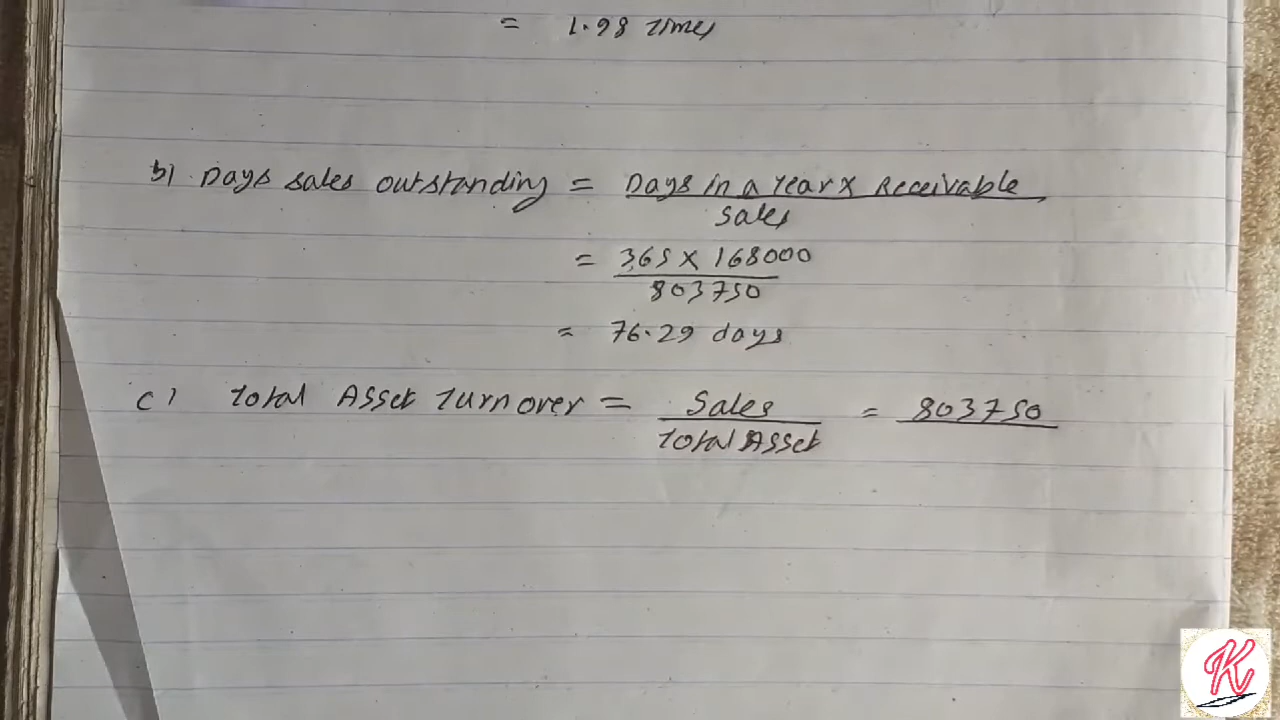 = 1.98 times
b) Days sales outstanding = Days in a year x Receivable
sales
= 365 x 168000
803750
= 76.29 days
c) Total Asset Turnover = Sales = 803750
Total Asset
K